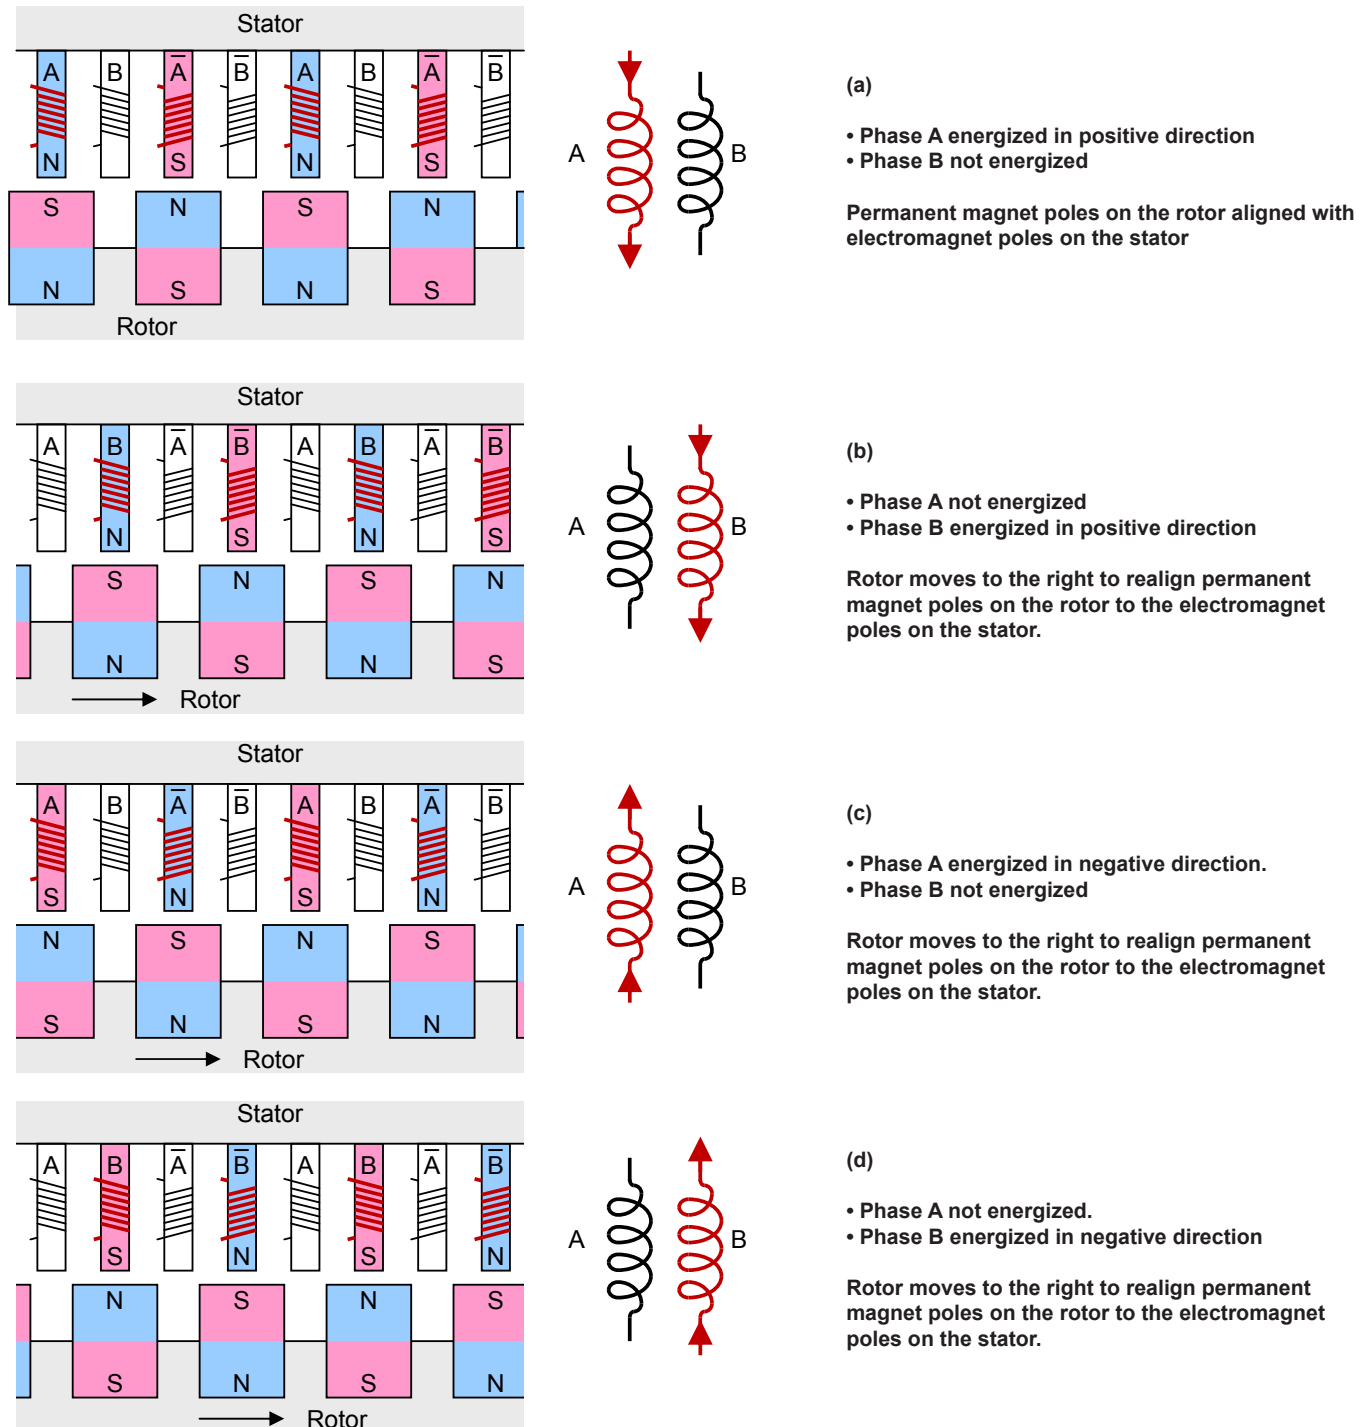 Stator
A B A̅ B̅ A B A̅ B̅
N S N S
S N S N
N S N S
Rotor
A B
(a)
• Phase A energized in positive direction
• Phase B not energized
Permanent magnet poles on the rotor aligned with
electromagnet poles on the stator
Stator
A B A̅ B̅ A B A̅ B̅
N S N S
S N S N
N S N S
Rotor
A B
(b)
• Phase A not energized
• Phase B energized in positive direction
Rotor moves to the right to realign permanent
magnet poles on the rotor to the electromagnet
poles on the stator.
Stator
A B A̅ B̅ A B A̅ B̅
S N S N
N S N S
S N S N
Rotor
A B
(c)
• Phase A energized in negative direction.
• Phase B not energized
Rotor moves to the right to realign permanent
magnet poles on the rotor to the electromagnet
poles on the stator.
Stator
A B A̅ B̅ A B A̅ B̅
S N S N
N S N S
S N S N
Rotor
A B
(d)
• Phase A not energized.
• Phase B energized in negative direction
Rotor moves to the right to realign permanent
magnet poles on the rotor to the electromagnet
poles on the stator.